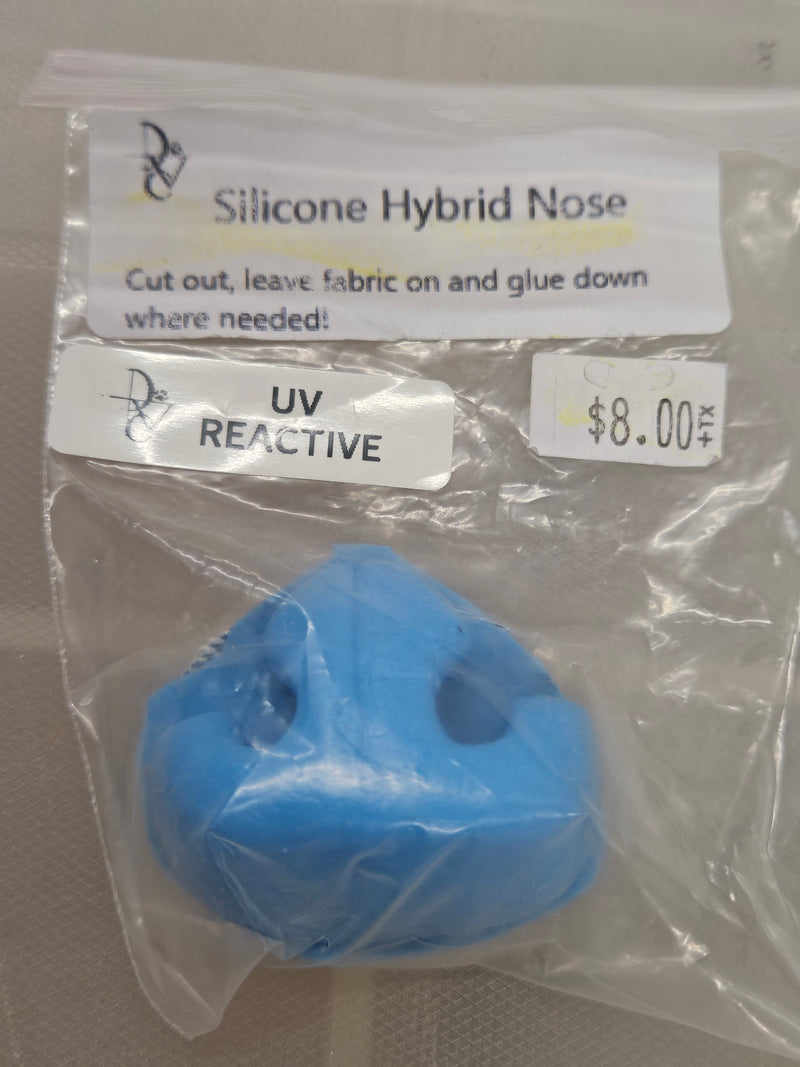 Silicone Hybrid Nose
Cut out, leave fabric on and glue down
where needed!
UV
REACTIVE
$8.00+TX